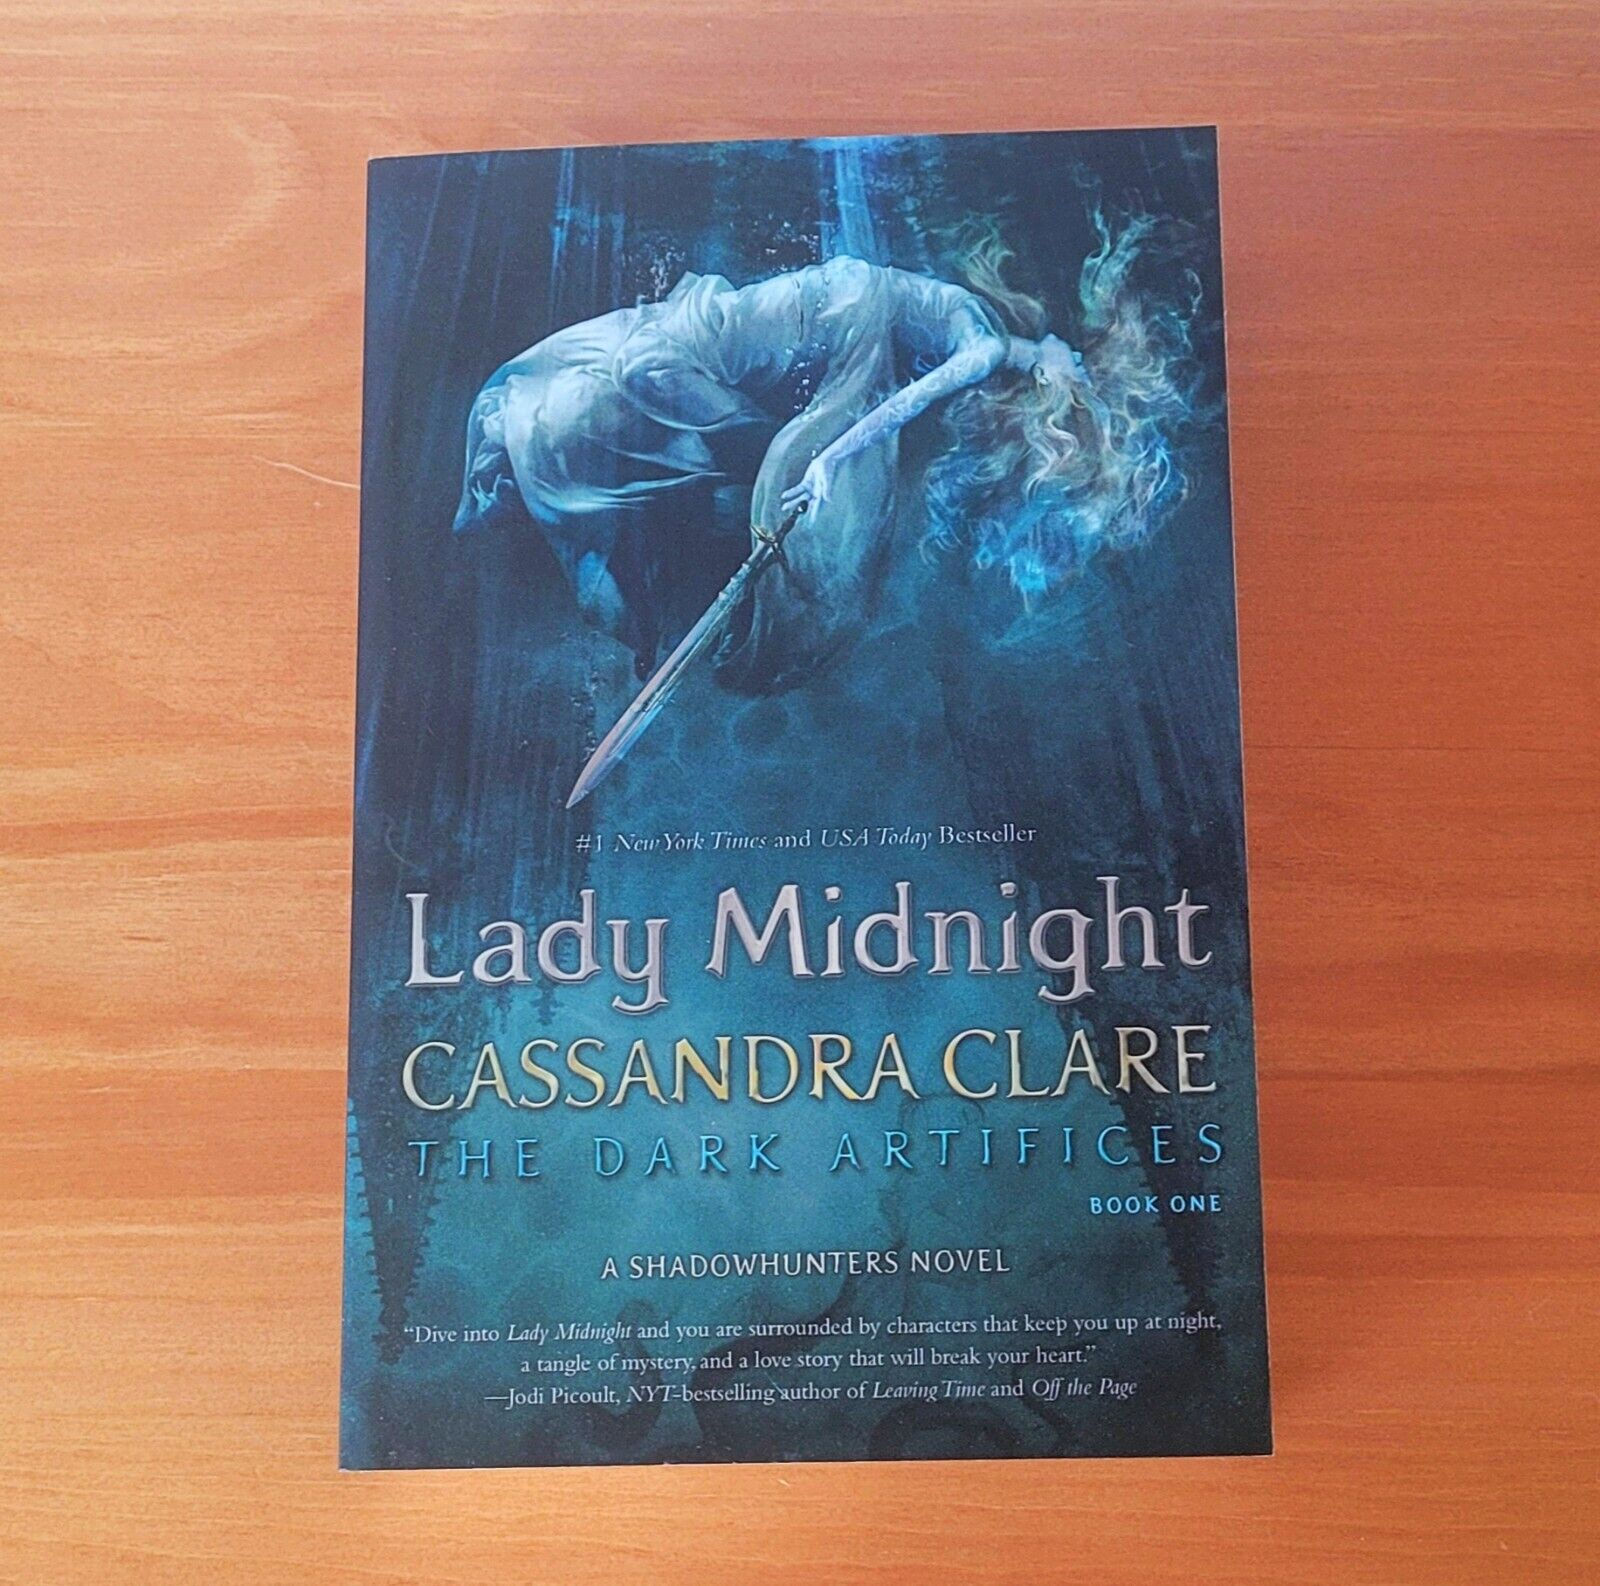 #1 New York Times and USA Today Bestseller
Lady Midnight
CASSANDRA CLARE
THE DARK ARTIFICES
BOOK ONE
A SHADOWHUNTERS NOVEL
“Dive into Lady Midnight and you are surrounded by characters that keep you up at night,
a tangle of mystery, and a love story that will break your heart.”
—Jodi Picoult, NYT-bestselling author of Leaving Time and Off the Page